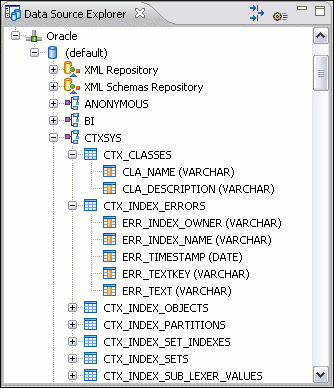 Data Source Explorer
Oracle
(default)
XML Repository
XML Schemas Repository
ANONYMOUS
BI
CTXSYS
CTX_CLASSES
CLA_NAME (VARCHAR)
CLA_DESCRIPTION (VARCHAR)
CTX_INDEX_ERRORS
ERR_INDEX_OWNER (VARCHAR)
ERR_INDEX_NAME (VARCHAR)
ERR_TIMESTAMP (DATE)
ERR_TEXTKEY (VARCHAR)
ERR_TEXT (VARCHAR)
CTX_INDEX_OBJECTS
CTX_INDEX_PARTITIONS
CTX_INDEX_SET_INDEXES
CTX_INDEX_SETS
CTX_INDEX_SUB_LEXER_VALUES